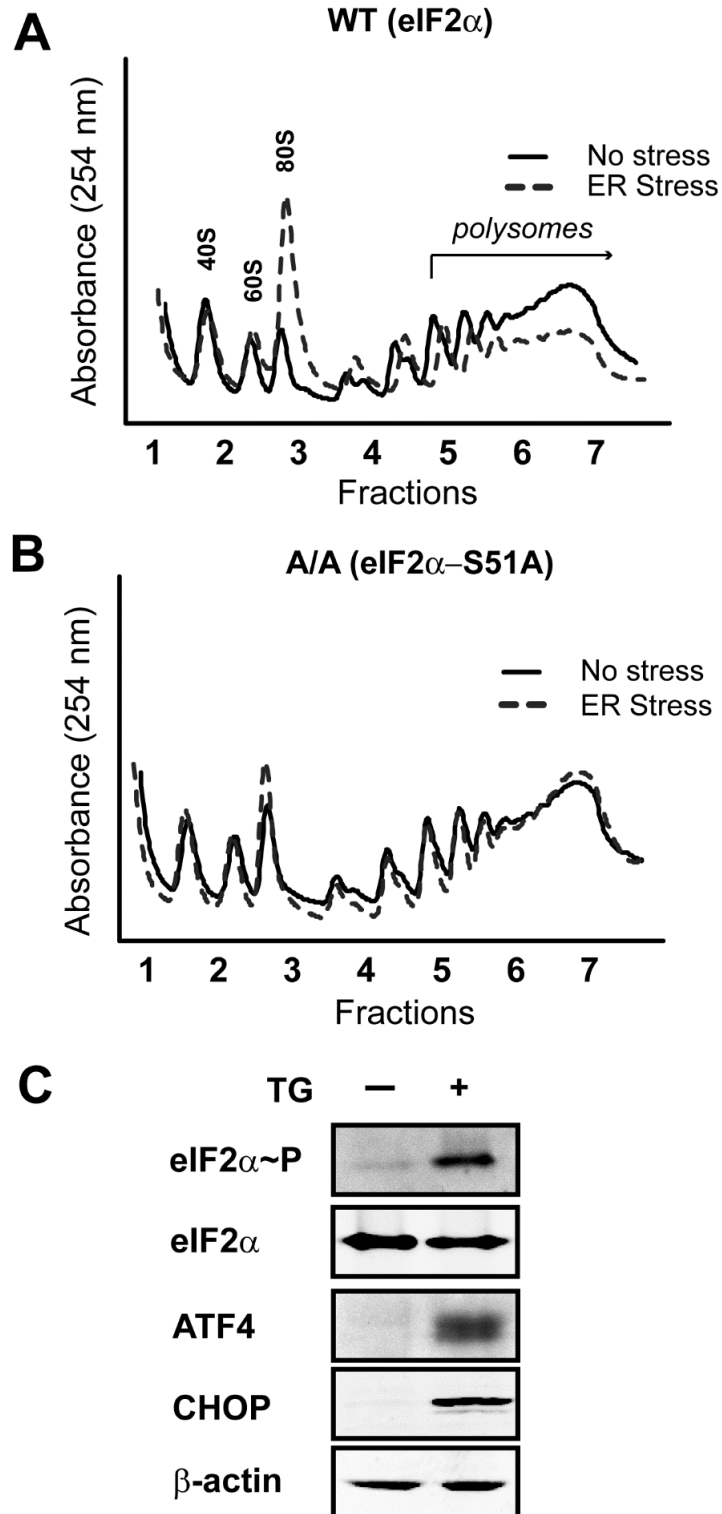 A
WT (eIF2α)
Absorbance (254 nm)
40S
60S
80S
No stress
ER Stress
polysomes
1 2 3 4 5 6 7
Fractions
B
A/A (eIF2α–S51A)
Absorbance (254 nm)
No stress
ER Stress
1 2 3 4 5 6 7
Fractions
C
TG – +
eIF2α~P
eIF2α
ATF4
CHOP
β-actin